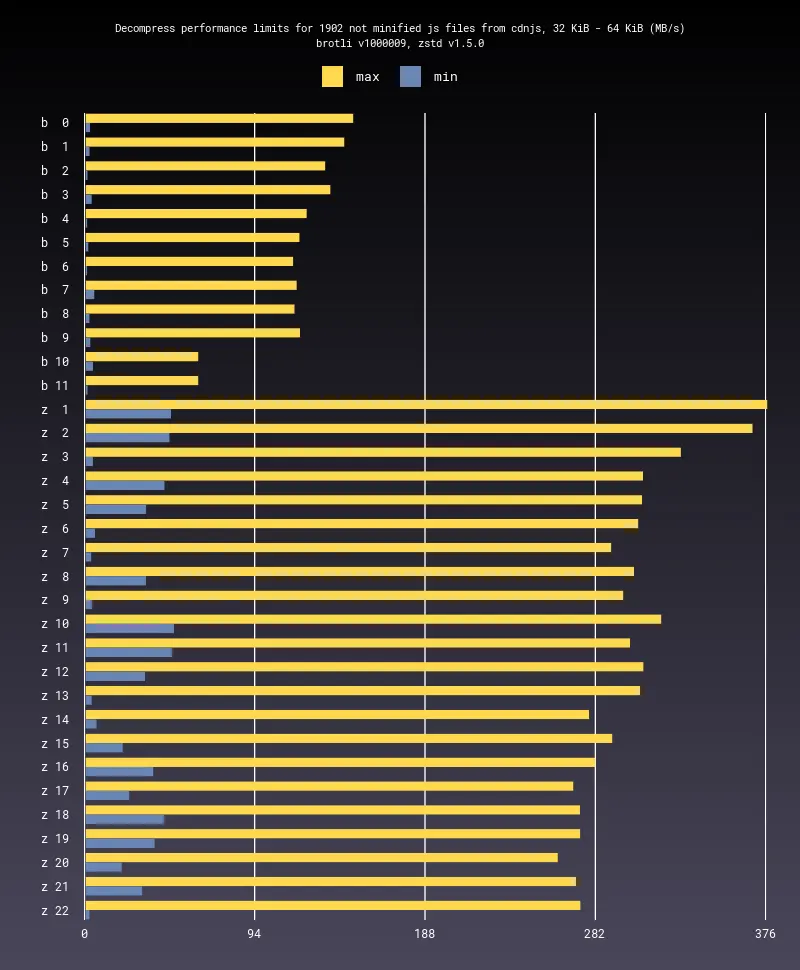 Decompress performance limits for 1902 not minified js files from cdnjs, 32 KiB - 64 KiB (MB/s)
brotli v1000009, zstd v1.5.0
max min
b 0
b 1
b 2
b 3
b 4
b 5
b 6
b 7
b 8
b 9
b 10
b 11
z 1
z 2
z 3
z 4
z 5
z 6
z 7
z 8
z 9
z 10
z 11
z 12
z 13
z 14
z 15
z 16
z 17
z 18
z 19
z 20
z 21
z 22
0 94 188 282 376